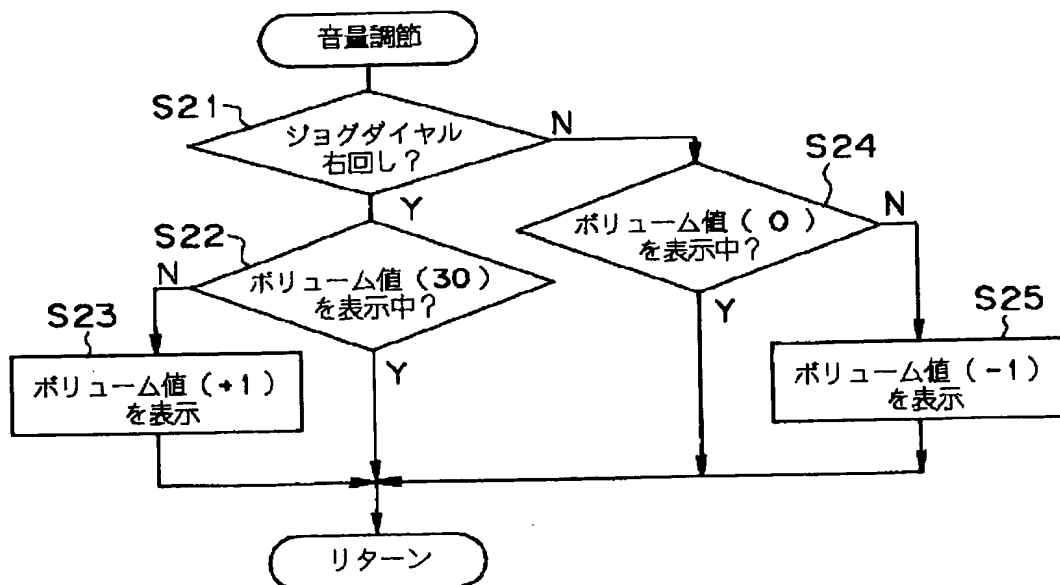 音量調節
S21
ジョグダイヤル
右回し?
N
Y
S24
ボリューム値(0)
を表示中?
N
Y
S22
ボリューム値(30)
を表示中?
N
Y
S23
ボリューム値(+1)
を表示
S25
ボリューム値(-1)
を表示
リターン